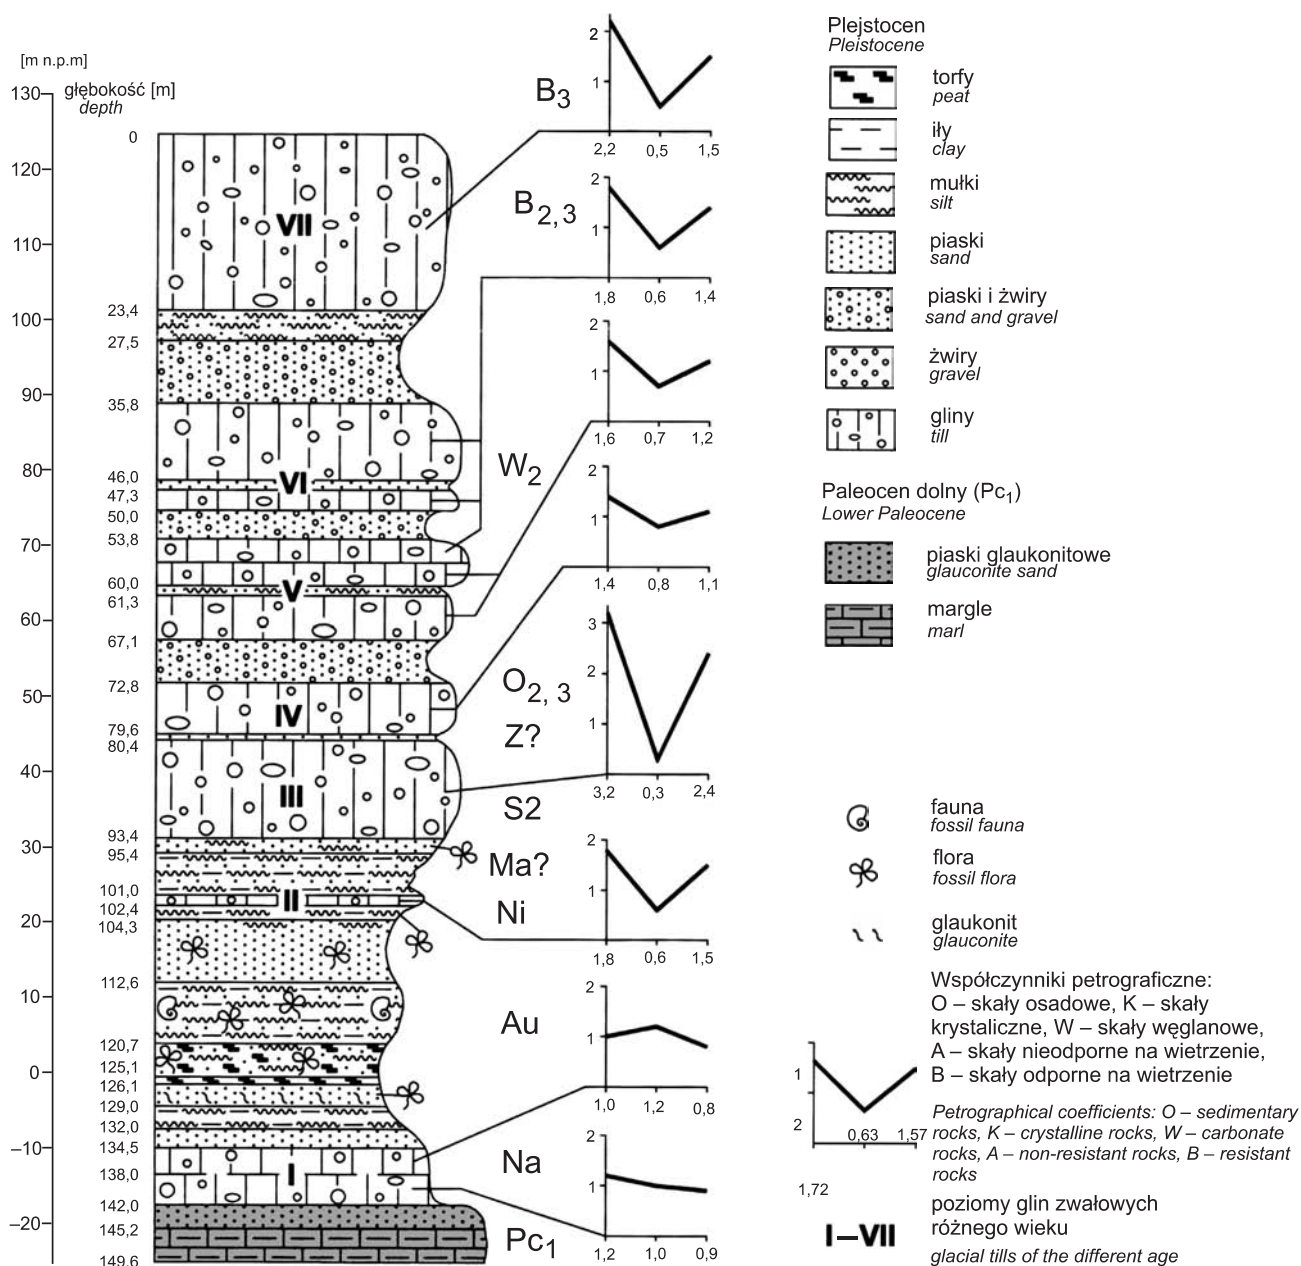 [m n.p.m]
130
120
110
100
90
80
70
60
50
40
30
20
10
0
–10
–20
głębokość [m]
depth
0
23,4
27,5
35,8
46,0
47,3
50,0
53,8
60,0
61,3
67,1
72,8
79,6
80,4
93,4
95,4
101,0
102,4
104,3
112,6
120,7
125,1
126,1
129,0
132,0
134,5
138,0
142,0
145,2
149,6
VII
VI
V
IV
III
II
I
B3
B2, 3
W2
O2, 3
Z?
S2
Ma?
Ni
Au
Na
Pc1
2
1
2,2 0,5 1,5
2
1
1,8 0,6 1,4
2
1
1,6 0,7 1,2
2
1
1,4 0,8 1,1
3
2
1
3,2 0,3 2,4
2
1
1,8 0,6 1,5
2
1
1,0 1,2 0,8
2
1
1,2 1,0 0,9
Plejstocen
Pleistocene
torfy
peat
iły
clay
mułki
silt
piaski
sand
piaski i żwiry
sand and gravel
żwiry
gravel
gliny
till
Paleocen dolny (Pc1)
Lower Paleocene
piaski glaukonitowe
glauconite sand
margle
marl
fauna
fossil fauna
flora
fossil flora
glaukonit
glauconite
Współczynniki petrograficzne:
O – skały osadowe, K – skały
krystaliczne, W – skały węglanowe,
A – skały nieodporne na wietrzenie,
B – skały odporne na wietrzenie
Petrographical coefficients: O – sedimentary
rocks, K – crystalline rocks, W – carbonate
rocks, A – non-resistant rocks, B – resistant
rocks
1
2
0,63 1,57
1,72
I–VII
poziomy glin zwałowych
różnego wieku
glacial tills of the different age